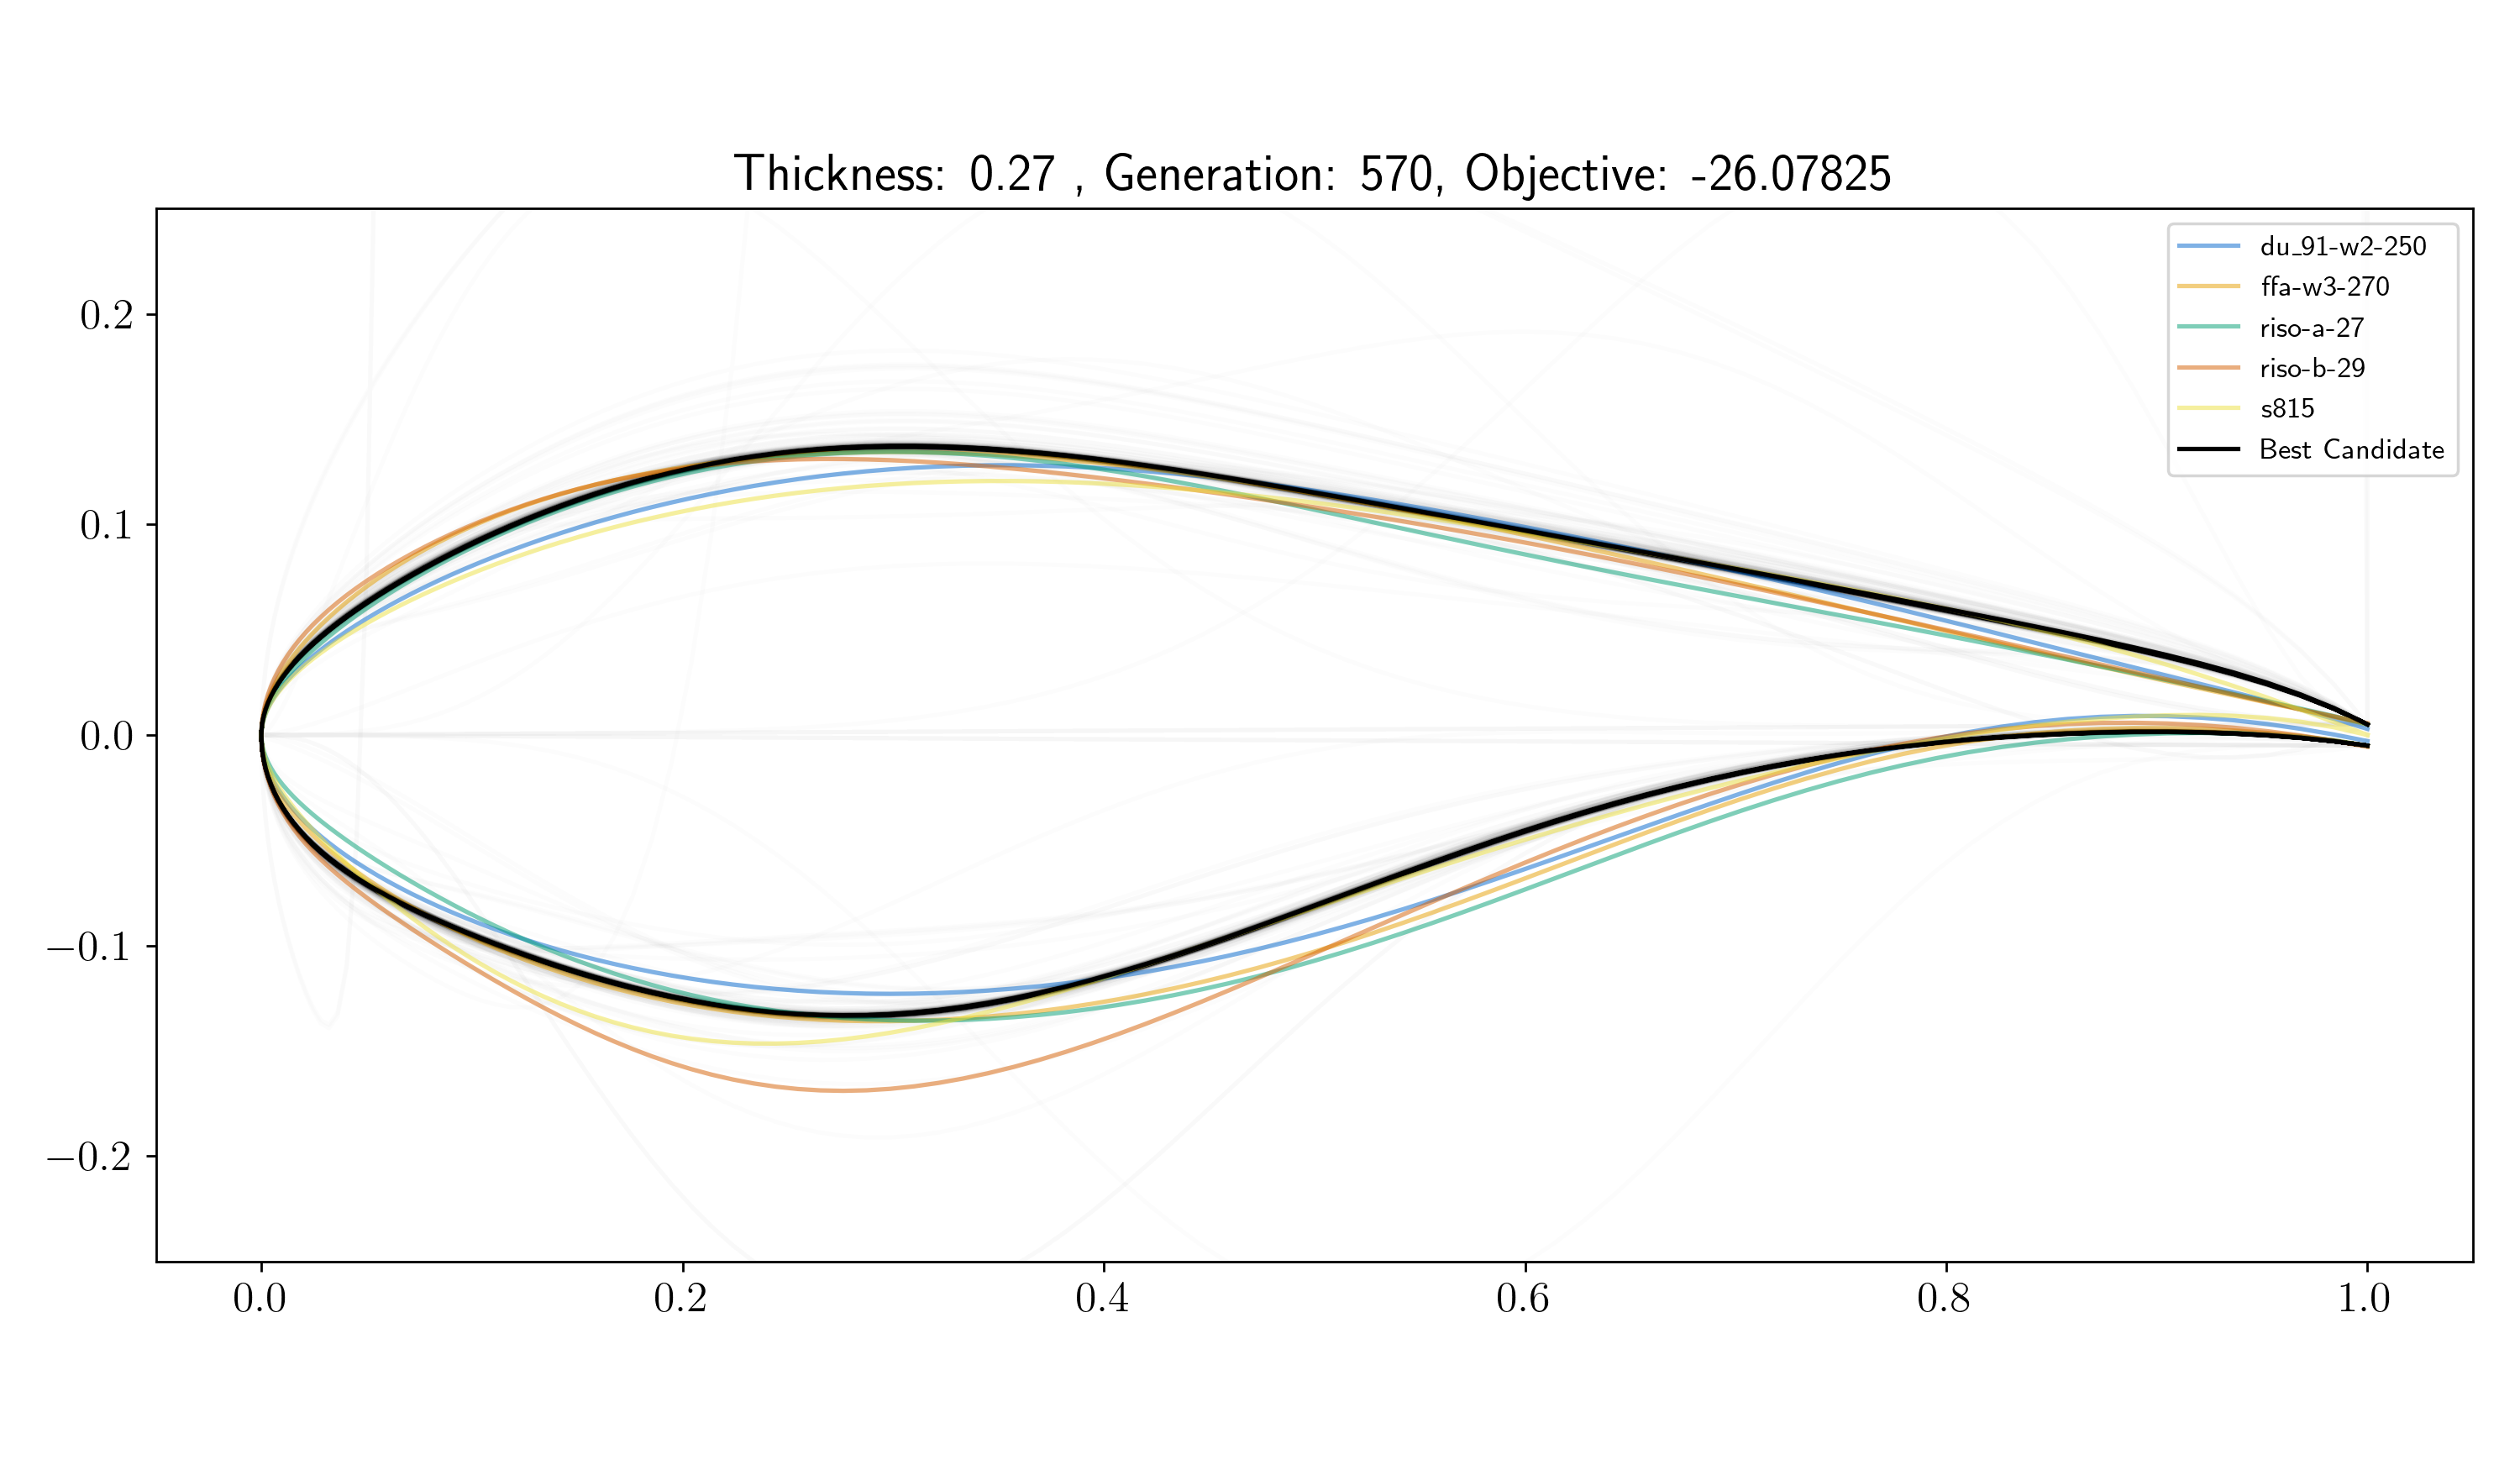 Thickness: 0.27 , Generation: 570, Objective: -26.07825
du_91-w2-250
ffa-w3-270
riso-a-27
riso-b-29
s815
Best Candidate
0.2
0.1
0.0
−0.1
−0.2
0.0 0.2 0.4 0.6 0.8 1.0